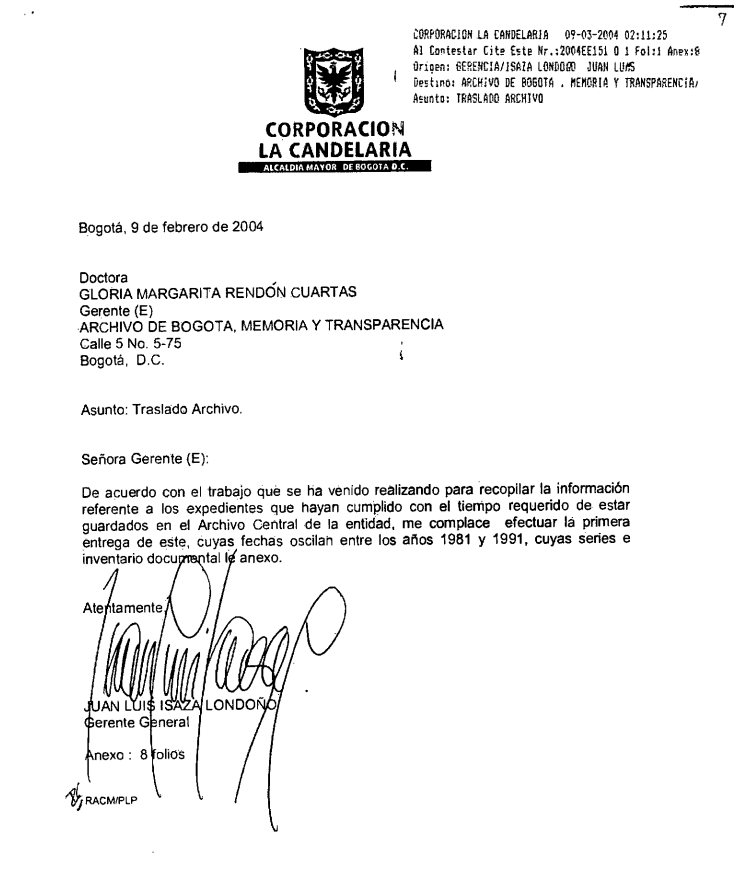 7
CORPORACION LA CANDELARIA 09-03-2004 02:11:25
Al Contestar Cite Este Nr.:2004EE151 O 1 Fol:1 Anex:8
Origen: GERENCIA/ISAZA LONDOÑO JUAN LUIS
Destino: ARCHIVO DE BOGOTA . MEMORIA Y TRANSPARENCIA/
Asunto: TRASLADO ARCHIVO
CORPORACION
LA CANDELARIA
ALCALDIA MAYOR DE BOGOTA D.C.
Bogotá, 9 de febrero de 2004
Doctora
GLORIA MARGARITA RENDÓN CUARTAS
Gerente (E)
ARCHIVO DE BOGOTA, MEMORIA Y TRANSPARENCIA
Calle 5 No. 5-75
Bogotá, D.C.
Asunto: Traslado Archivo.
Señora Gerente (E):
De acuerdo con el trabajo que se ha venido realizando para recopilar la información
referente a los expedientes que hayan cumplido con el tiempo requerido de estar
guardados en el Archivo Central de la entidad, me complace efectuar la primera
entrega de este, cuyas fechas oscilan entre los años 1981 y 1991, cuyas series e
inventario documental le anexo.
Atentamente,
JUAN LUIS ISAZA LONDOÑO
Gerente General
Anexo : 8 folios
RACM/PLP